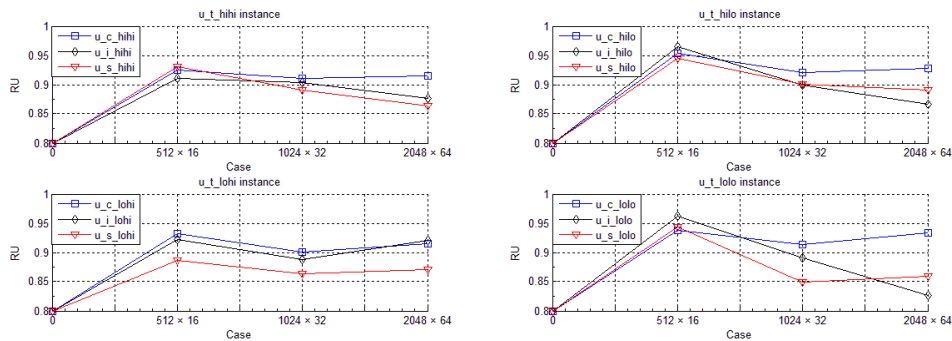 u_t_hihi instance
1
0.95
0.9
0.85
0.8
RU
u_c_hihi
u_i_hihi
u_s_hihi
0
512 × 16
1024 × 32
2048 × 64
Case
u_t_hilo instance
1
0.95
0.9
0.85
0.8
RU
u_c_hilo
u_i_hilo
u_s_hilo
0
512 × 16
1024 × 32
2048 × 64
Case
u_t_lohi instance
1
0.95
0.9
0.85
0.8
RU
u_c_lohi
u_i_lohi
u_s_lohi
0
512 × 16
1024 × 32
2048 × 64
Case
u_t_lolo instance
1
0.95
0.9
0.85
0.8
RU
u_c_lolo
u_i_lolo
u_s_lolo
0
512 × 16
1024 × 32
2048 × 64
Case